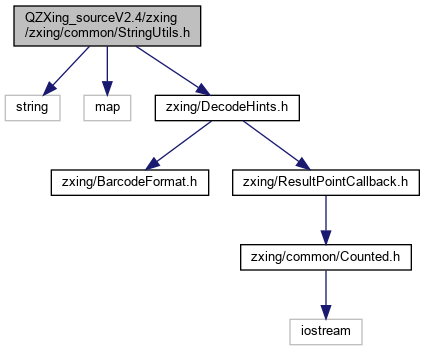 QZXing_sourceV2.4/zxing
/zxing/common/StringUtils.h
string
map
zxing/DecodeHints.h
zxing/BarcodeFormat.h
zxing/ResultPointCallback.h
zxing/common/Counted.h
iostream